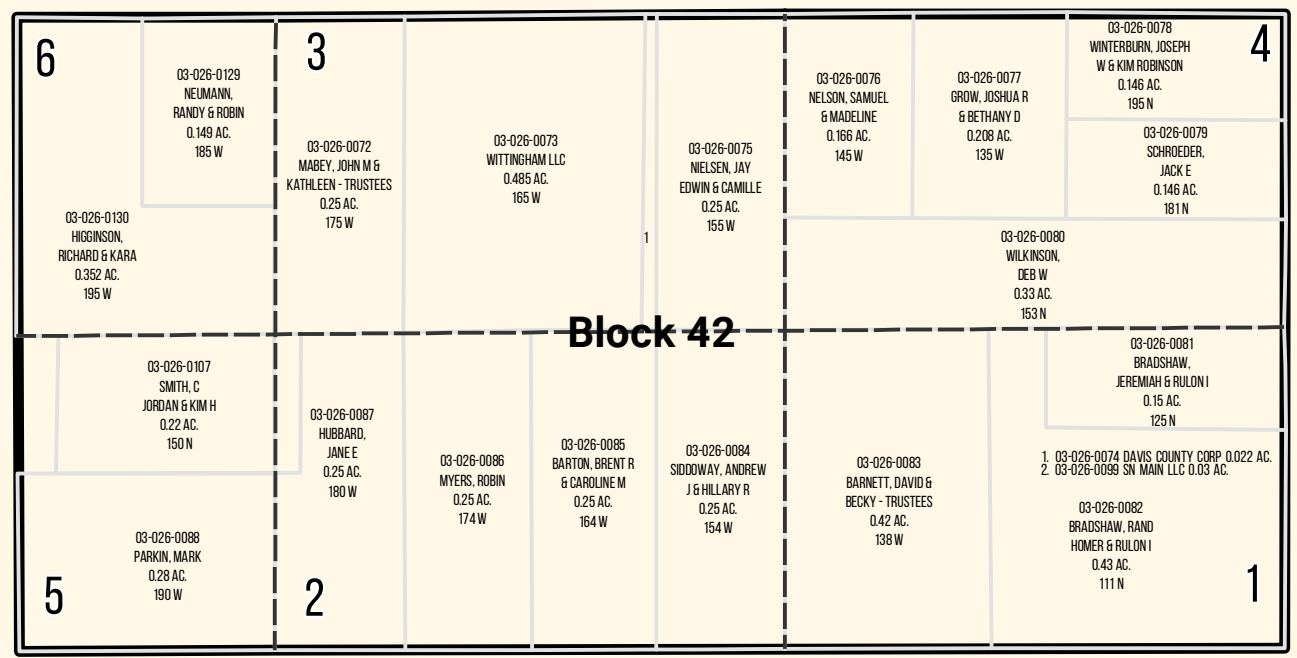 6
03-026-0129
NEUMANN,
RANDY & ROBIN
0.149 AC.
185 W
03-026-0130
HIGGINSON,
RICHARD & KARA
0.352 AC.
195 W
3
03-026-0072
MABEY, JOHN M &
KATHLEEN - TRUSTEES
0.25 AC.
175 W
03-026-0073
WITTINGHAM LLC
0.485 AC.
165 W
1
03-026-0075
NIELSEN, JAY
EDWIN & CAMILLE
0.25 AC.
155 W
03-026-0076
NELSON, SAMUEL
& MADELINE
0.166 AC.
145 W
03-026-0077
GROW, JOSHUA R
& BETHANY D
0.208 AC.
135 W
03-026-0078
WINTERBURN, JOSEPH
W & KIM ROBINSON
0.146 AC.
195 N
4
03-026-0079
SCHROEDER,
JACK E
0.146 AC.
181 N
03-026-0080
WILKINSON,
DEB W
0.33 AC.
153 N
Block 42
03-026-0107
SMITH, C
JORDAN & KIM H
0.22 AC.
150 N
03-026-0088
PARKIN, MARK
0.28 AC.
190 W
5
2
03-026-0087
HUBBARD,
JANE E
0.25 AC.
180 W
03-026-0086
MYERS, ROBIN
0.25 AC.
174 W
03-026-0085
BARTON, BRENT R
& CAROLINE M
0.25 AC.
164 W
03-026-0084
SIDDOWAY, ANDREW
J & HILLARY R
0.25 AC.
154 W
03-026-0083
BARNETT, DAVID &
BECKY - TRUSTEES
0.42 AC.
138 W
03-026-0081
BRADSHAW,
JEREMIAH & RULON I
0.15 AC.
125 N
1. 03-026-0074 DAVIS COUNTY CORP 0.022 AC.
2. 03-026-0099 SN MAIN LLC 0.03 AC.
03-026-0082
BRADSHAW, RAND
HOMER & RULON I
0.43 AC.
111 N
1